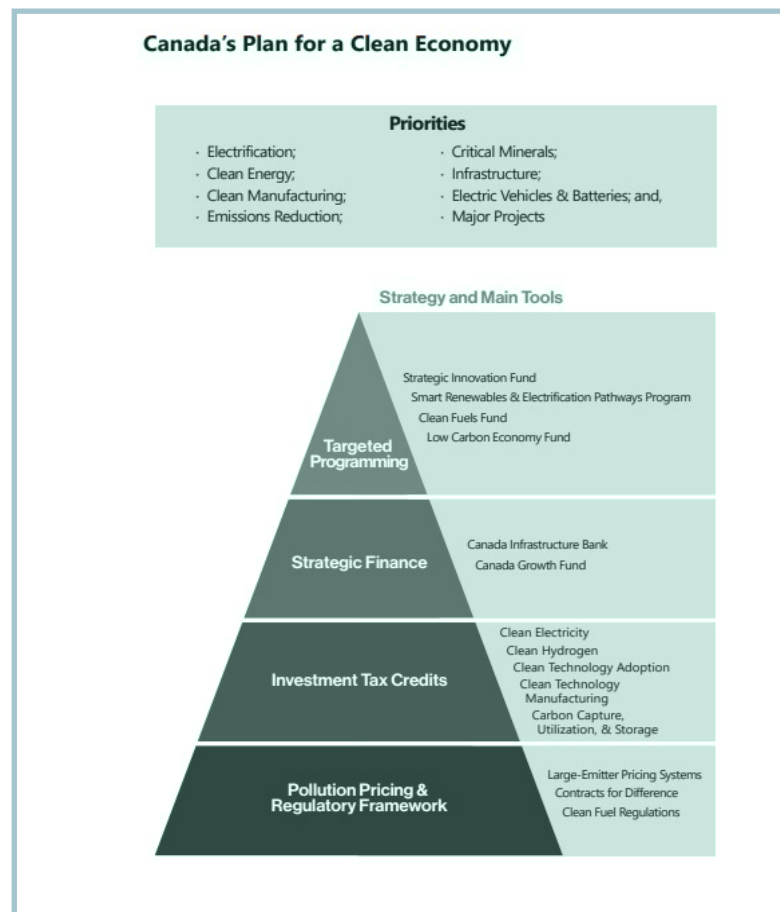 Canada's Plan for a Clean Economy
Priorities
· Electrification;
· Clean Energy;
· Clean Manufacturing;
· Emissions Reduction;
· Critical Minerals;
· Infrastructure;
· Electric Vehicles & Batteries; and,
· Major Projects
Strategy and Main Tools
Targeted
Programming
Strategic Innovation Fund
Smart Renewables & Electrification Pathways Program
Clean Fuels Fund
Low Carbon Economy Fund
Strategic Finance
Canada Infrastructure Bank
Canada Growth Fund
Investment Tax Credits
Clean Electricity
Clean Hydrogen
Clean Technology Adoption
Clean Technology
Manufacturing
Carbon Capture,
Utilization, & Storage
Pollution Pricing &
Regulatory Framework
Large-Emitter Pricing Systems
Contracts for Difference
Clean Fuel Regulations